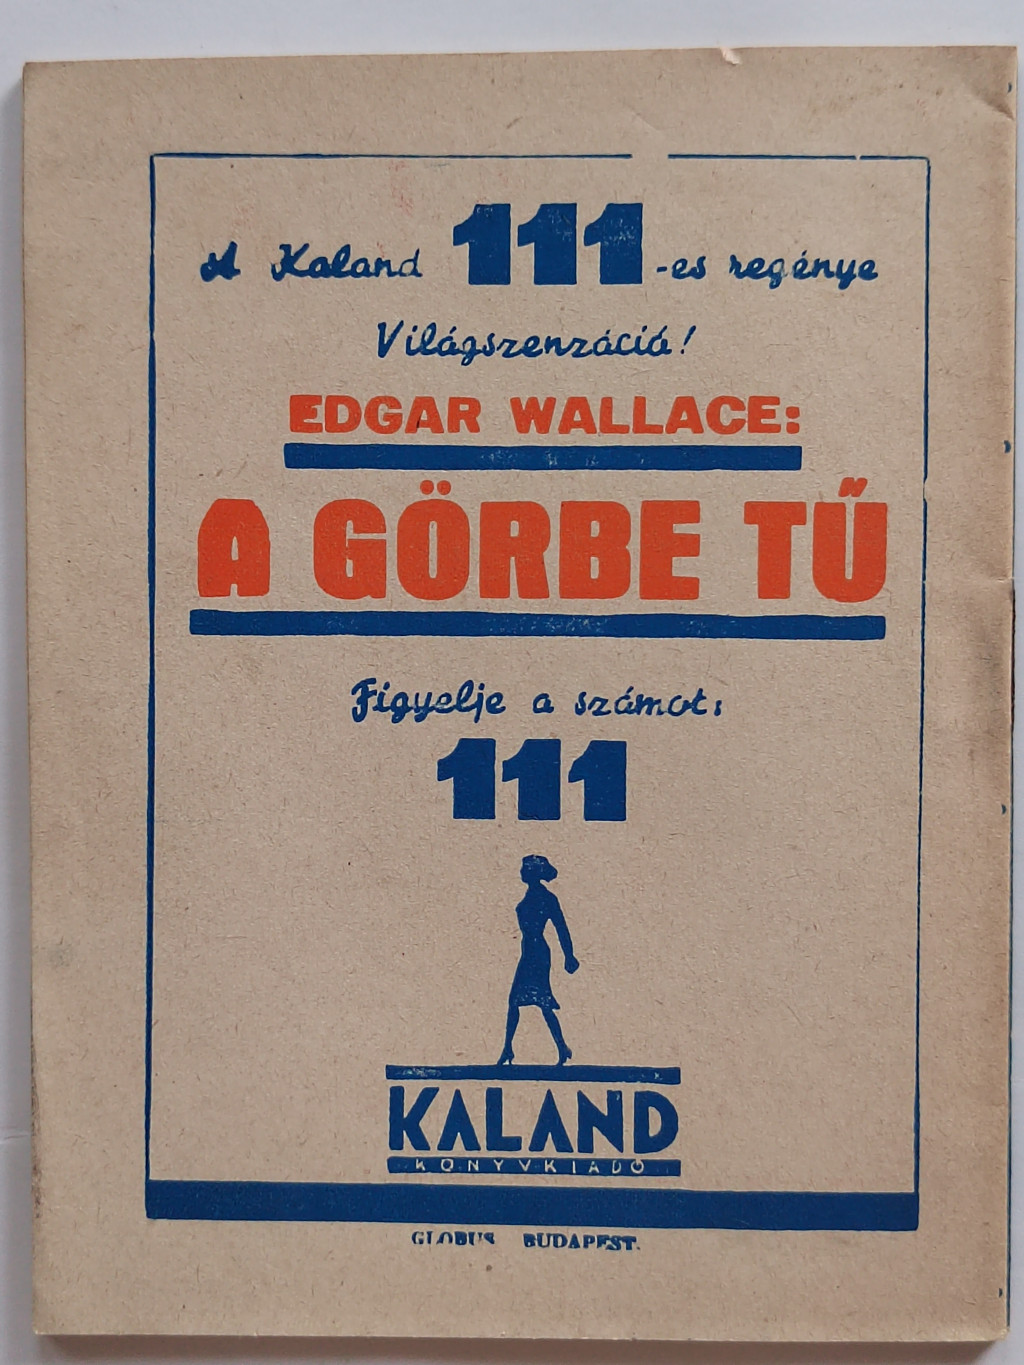 A Kaland 111-es regénye
Világszenzáció!
EDGAR WALLACE:
A GÖRBE TŰ
Figyelje a számot:
111
KALAND
KÖNYVKIADÓ
GLOBUS BUDAPEST.